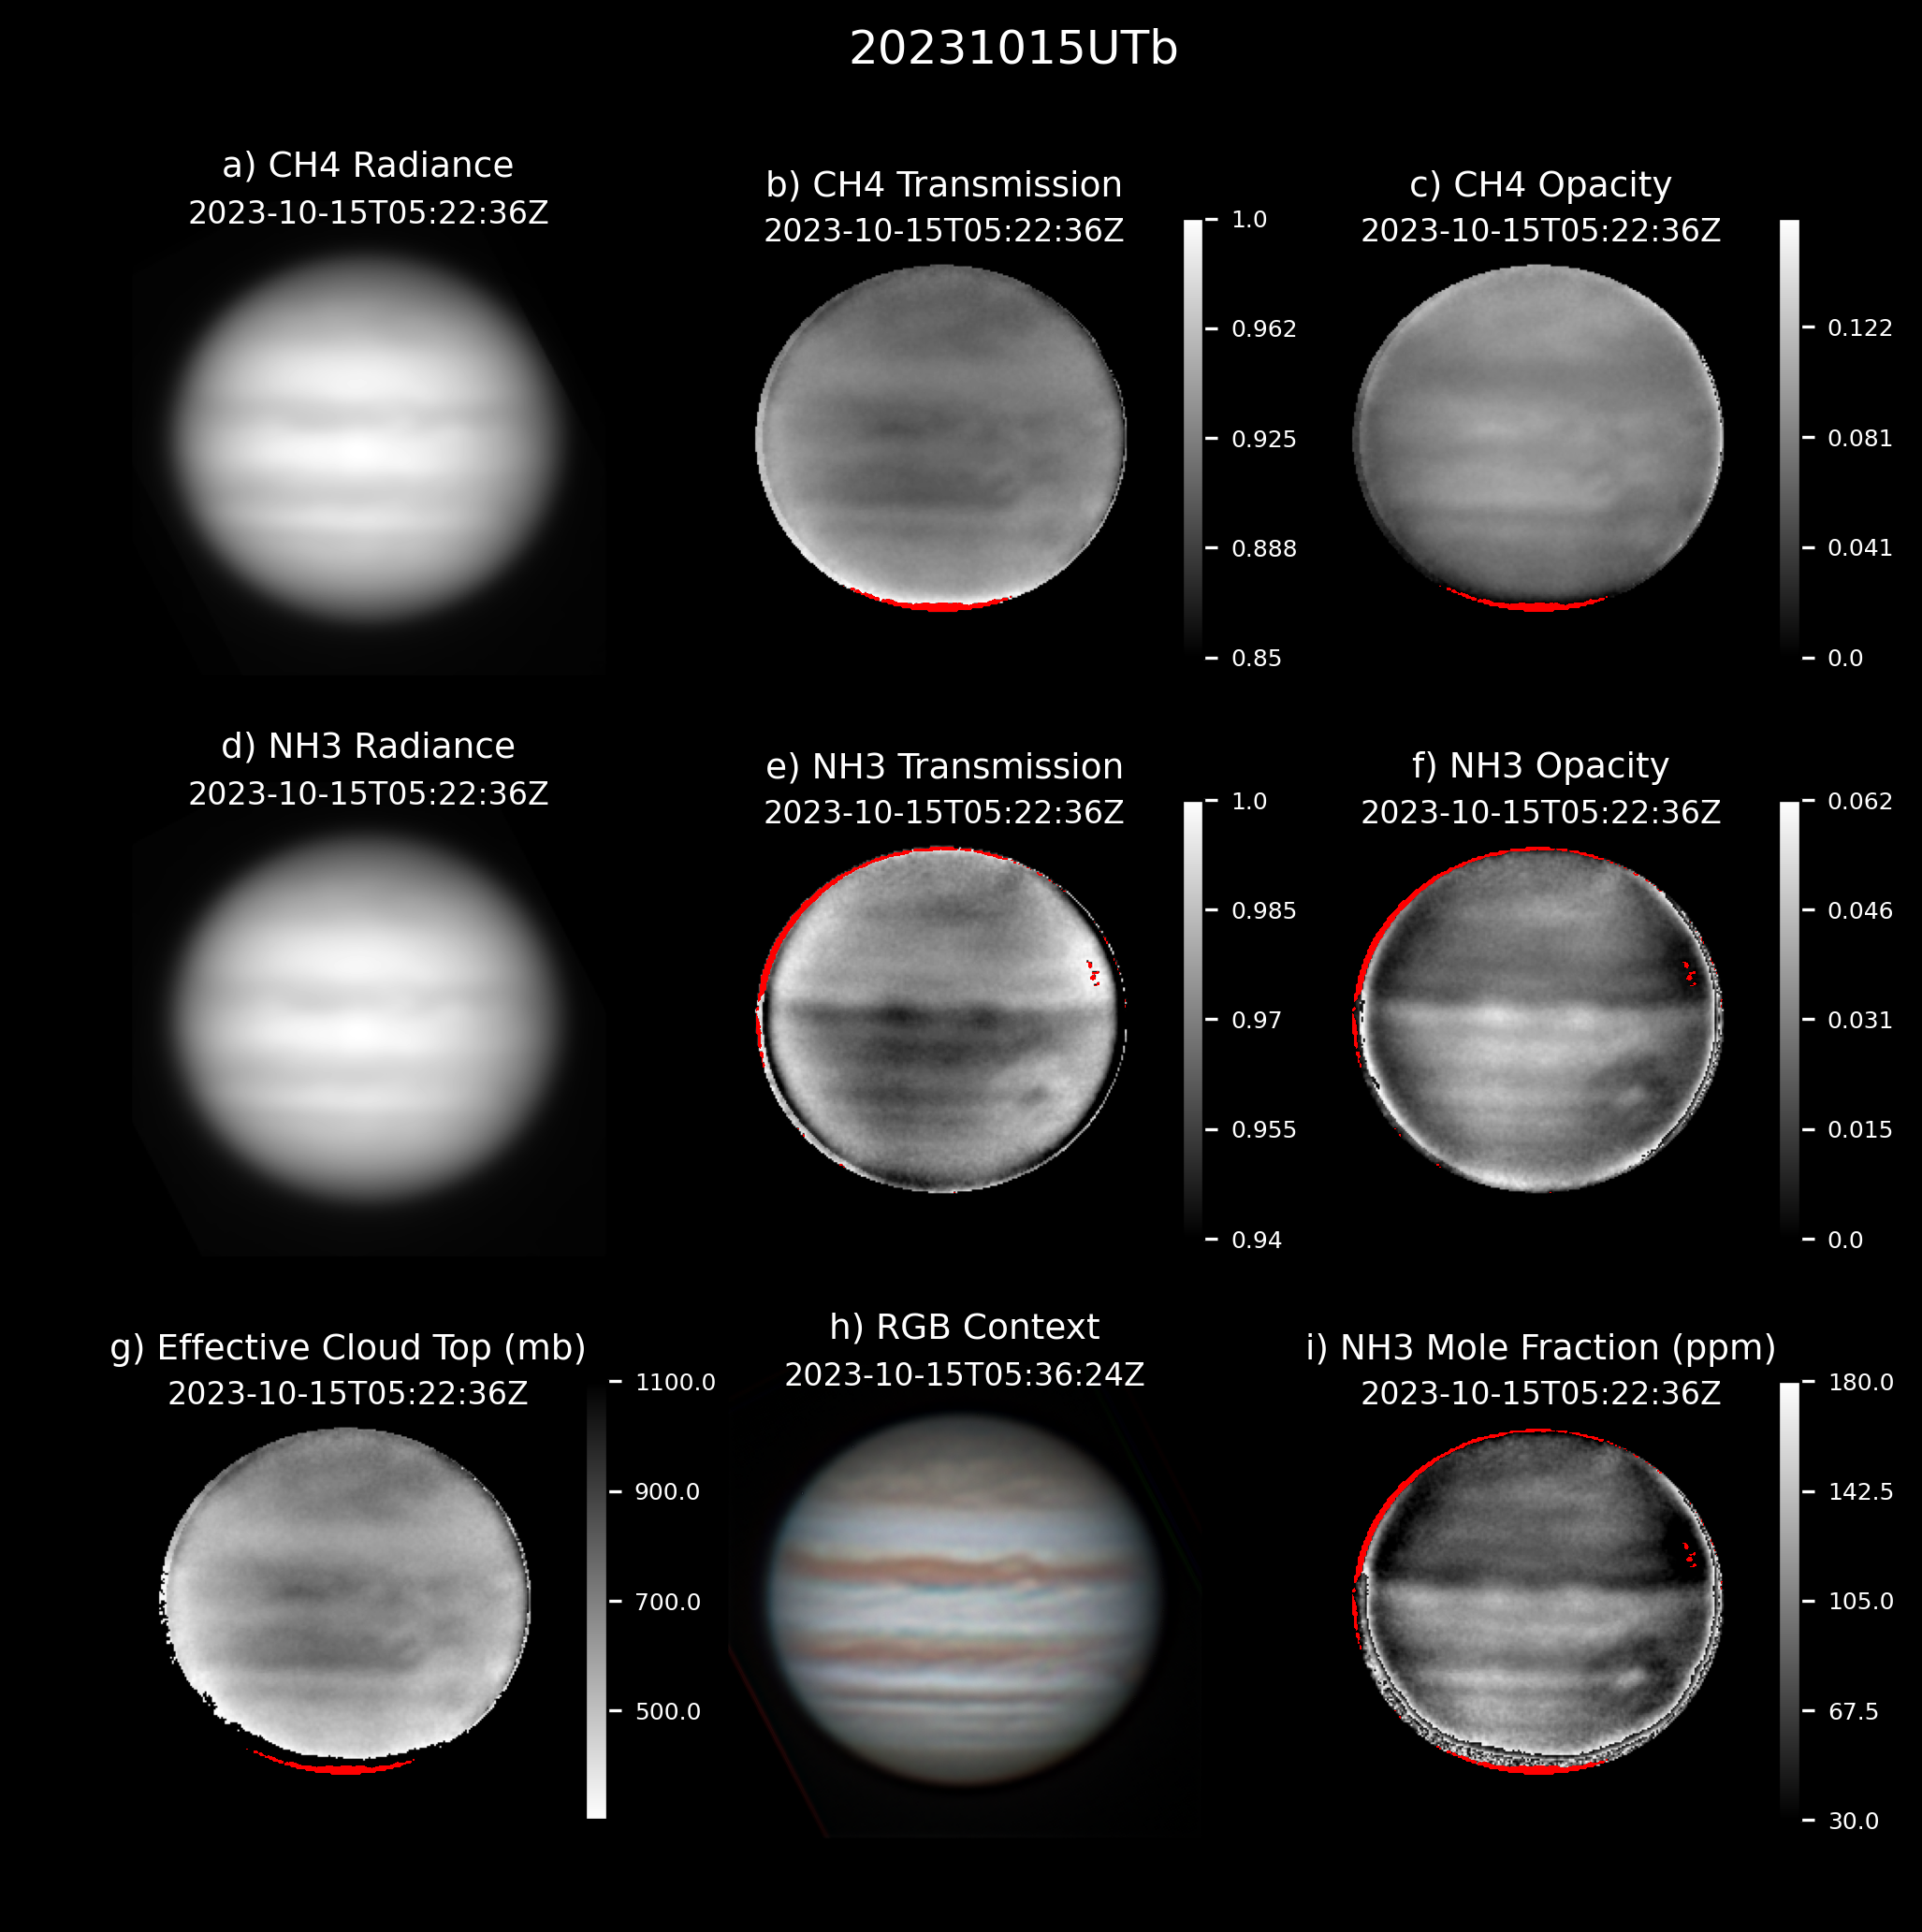 20231015UTb
a) CH4 Radiance
2023-10-15T05:22:36Z
b) CH4 Transmission
2023-10-15T05:22:36Z
1.0
0.962
0.925
0.888
0.85
c) CH4 Opacity
2023-10-15T05:22:36Z
0.122
0.081
0.041
0.0
d) NH3 Radiance
2023-10-15T05:22:36Z
e) NH3 Transmission
2023-10-15T05:22:36Z
1.0
0.985
0.97
0.955
0.94
f) NH3 Opacity
2023-10-15T05:22:36Z
0.062
0.046
0.031
0.015
0.0
g) Effective Cloud Top (mb)
2023-10-15T05:22:36Z
1100.0
900.0
700.0
500.0
h) RGB Context
2023-10-15T05:36:24Z
i) NH3 Mole Fraction (ppm)
2023-10-15T05:22:36Z
180.0
142.5
105.0
67.5
30.0